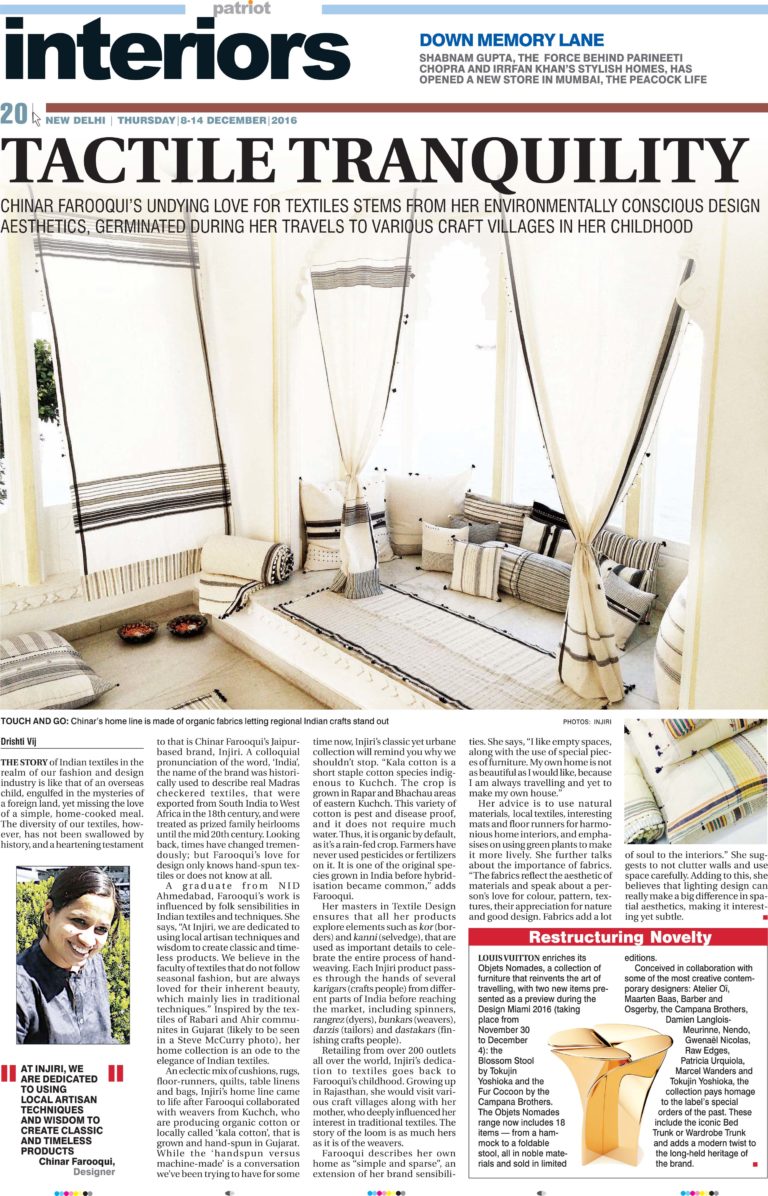 patriot
interiors
DOWN MEMORY LANE
SHABNAM GUPTA, THE FORCE BEHIND PARINEETI
CHOPRA AND IRRFAN KHAN'S STYLISH HOMES, HAS
OPENED A NEW STORE IN MUMBAI, THE PEACOCK LIFE
20
NEW DELHI | THURSDAY|8-14 DECEMBER|2016
TACTILE TRANQUILITY
CHINAR FAROOQUI'S UNDYING LOVE FOR TEXTILES STEMS FROM HER ENVIRONMENTALLY CONSCIOUS DESIGN
AESTHETICS, GERMINATED DURING HER TRAVELS TO VARIOUS CRAFT VILLAGES IN HER CHILDHOOD
TOUCH AND GO: Chinar's home line is made of organic fabrics letting regional Indian crafts stand out
PHOTOS: INJIRI
Drishti Vij
THE STORY of Indian textiles in the
realm of our fashion and design
industry is like that of an overseas
child, engulfed in the mysteries of
a foreign land, yet missing the love
of a simple, home-cooked meal.
The diversity of our textiles, how-
ever, has not been swallowed by
history, and a heartening testament
"AT INJIRI, WE
ARE DEDICATED
TO USING
LOCAL ARTISAN
TECHNIQUES
AND WISDOM TO
CREATE CLASSIC
AND TIMELESS
PRODUCTS"
Chinar Farooqui,
Designer
to that is Chinar Farooqui's Jaipur-
based brand, Injiri. A colloquial
pronunciation of the word, 'India',
the name of the brand was histori-
cally used to describe real Madras
checkered textiles, that were
exported from South India to West
Africa in the 18th century, and were
treated as prized family heirlooms
until the mid 20th century. Looking
back, times have changed tremen-
dously; but Farooqui's love for
design only knows hand-spun tex-
tiles or does not know at all.
A graduate from NID
Ahmedabad, Farooqui's work is
influenced by folk sensibilities in
Indian textiles and techniques. She
says, "At Injiri, we are dedicated to
using local artisan techniques and
wisdom to create classic and time-
less products. We believe in the
faculty of textiles that do not follow
seasonal fashion, but are always
loved for their inherent beauty,
which mainly lies in traditional
techniques." Inspired by the tex-
tiles of Rabari and Ahir commu-
nites in Gujarat (likely to be seen
in a Steve McCurry photo), her
home collection is an ode to the
elegance of Indian textiles.
An eclectic mix of cushions, rugs,
floor-runners, quilts, table linens
and bags, Injiri's home line came
to life after Farooqui collaborated
with weavers from Kuchch, who
are producing organic cotton or
locally called 'kala cotton', that is
grown and hand-spun in Gujarat.
While the 'handspun versus
machine-made' is a conversation
we've been trying to have for some
time now, Injiri's classic yet urbane
collection will remind you why we
shouldn't stop. "Kala cotton is a
short staple cotton species indig-
enous to Kuchch. The crop is
grown in Rapar and Bhachau areas
of eastern Kuchch. This variety of
cotton is pest and disease proof,
and it does not require much
water. Thus, it is organic by default,
as it's a rain-fed crop. Farmers have
never used pesticides or fertilizers
on it. It is one of the original spe-
cies grown in India before hybrid-
isation became common," adds
Farooqui.
Her masters in Textile Design
ensures that all her products
explore elements such as kor (bor-
ders) and kanni (selvedge), that are
used as important details to cele-
brate the entire process of hand-
weaving. Each Injiri product pass-
es through the hands of several
karigars (crafts people) from differ-
ent parts of India before reaching
the market, including spinners,
rangrez (dyers), bunkars (weavers),
darzis (tailors) and dastakars (fin-
ishing crafts people).
Retailing from over 200 outlets
all over the world, Injiri's dedica-
tion to textiles goes back to
Farooqui's childhood. Growing up
in Rajasthan, she would visit vari-
ous craft villages along with her
mother, who deeply influenced her
interest in traditional textiles. The
story of the loom is as much hers
as it is of the weavers.
Farooqui describes her own
home as "simple and sparse", an
extension of her brand sensibili-
ties. She says, "I like empty spaces,
along with the use of special piec-
es of furniture. My own home is not
as beautiful as I would like, because
I am always travelling and yet to
make my own house."
Her advice is to use natural
materials, local textiles, interesting
mats and floor runners for harmo-
nious home interiors, and empha-
sises on using green plants to make
it more lively. She further talks
about the importance of fabrics.
"The fabrics reflect the aesthetic of
materials and speak about a per-
son's love for colour, pattern, tex-
tures, their appreciation for nature
and good design. Fabrics add a lot
of soul to the interiors." She sug-
gests to not clutter walls and use
space carefully. Adding to this, she
believes that lighting design can
really make a big difference in spa-
tial aesthetics, making it interest-
ing yet subtle.
Restructuring Novelty
LOUIS VUITTON enriches its
Objets Nomades, a collection of
furniture that reinvents the art of
travelling, with two new items pre-
sented as a preview during the
Design Miami 2016 (taking
place from
November 30
to December
4): the
Blossom Stool
by Tokujin
Yoshioka and the
Fur Cocoon by the
Campana Brothers.
The Objets Nomades
range now includes 18
items — from a ham-
mock to a foldable
stool, all in noble mate-
rials and sold in limited
editions.
Conceived in collaboration with
some of the most creative contem-
porary designers: Atelier Oï,
Maarten Baas, Barber and
Osgerby, the Campana Brothers,
Damien Langlois-
Meurinne, Nendo,
Gwenaël Nicolas,
Raw Edges,
Patricia Urquiola,
Marcel Wanders and
Tokujin Yoshioka, the
collection pays homage
to the label's special
orders of the past. These
include the iconic Bed
Trunk or Wardrobe Trunk
and adds a modern twist to
the long-held heritage of
the brand.